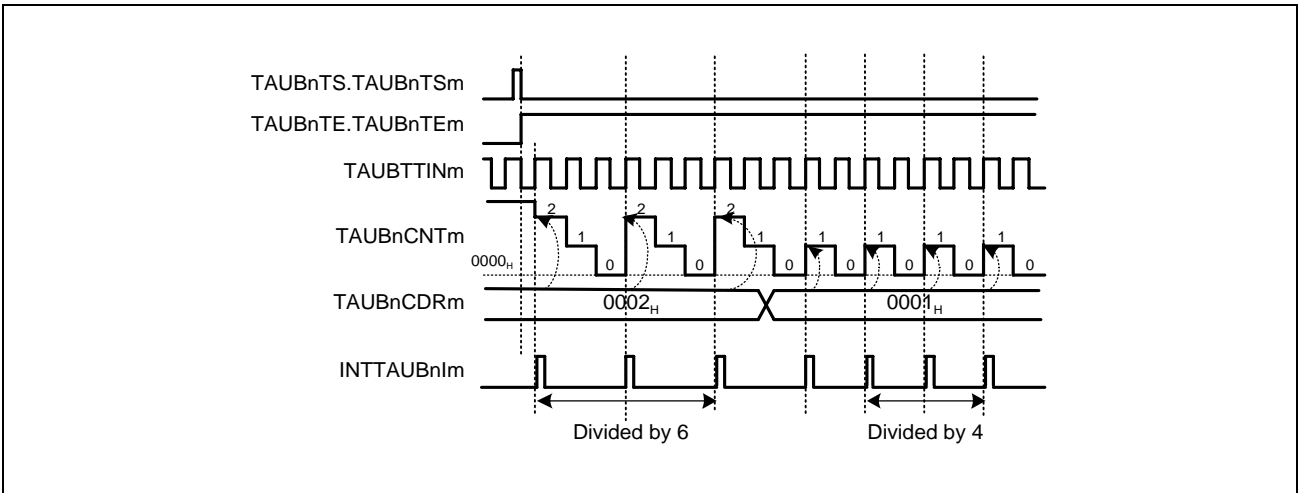 TAUBnTS.TAUBnTSm
TAUBnTE.TAUBnTEm
TAUBTTINm
TAUBnCNTm
2 2 2
1 1 1 1 1 1 1
0000H
0 0 0 0 0 0 0
TAUBnCDRm
0002H 0001H
INTTAUBnIm
Divided by 6 Divided by 4